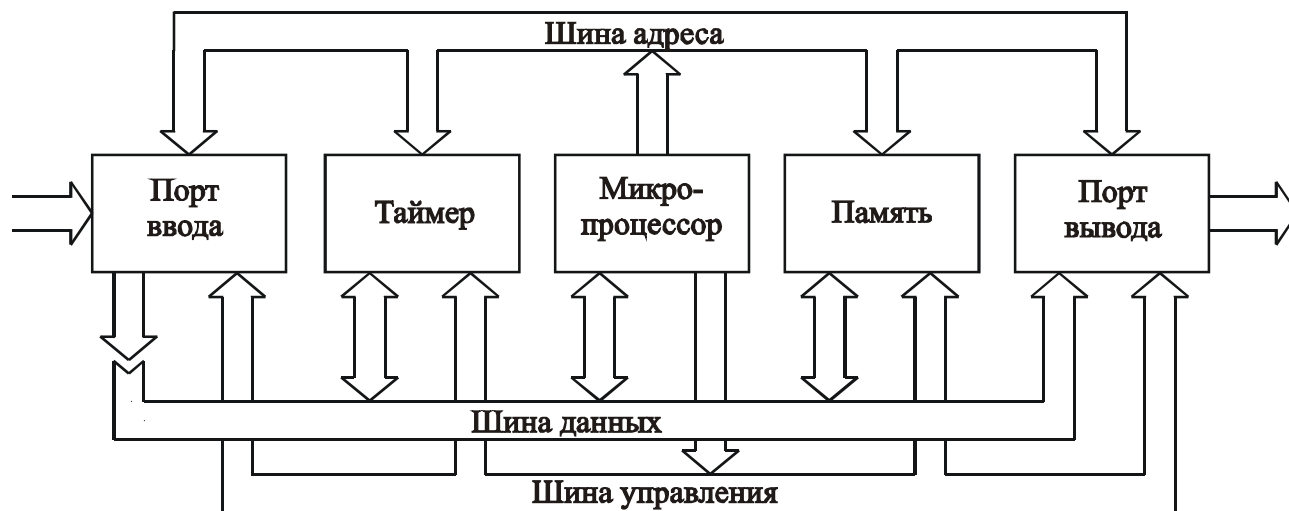 Шина адреса
Порт
ввода
Таймер
Микро-
процессор
Память
Порт
вывода
Шина данных
Шина управления